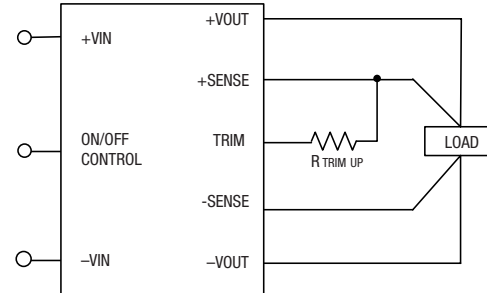 +VIN
ON/OFF
CONTROL
–VIN
+VOUT
+SENSE
TRIM
-SENSE
–VOUT
R TRIM UP
LOAD